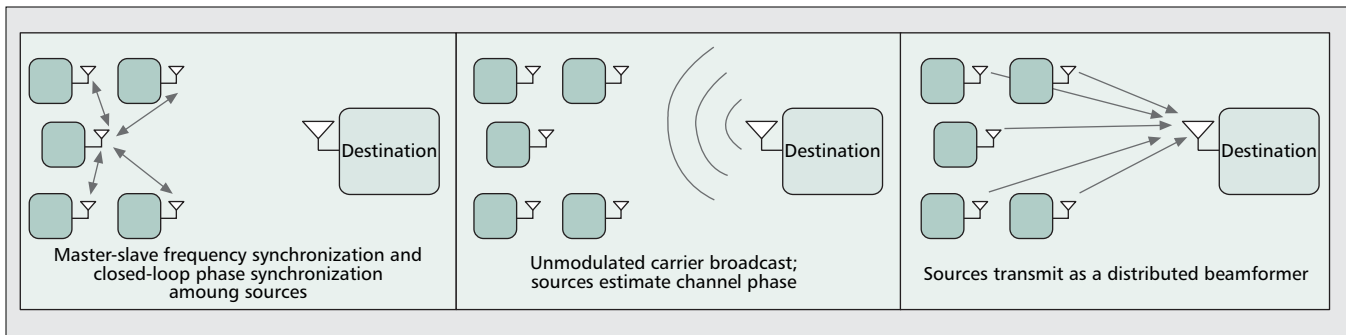 Destination
Master-slave frequency synchronization and
closed-loop phase synchronization
amoung sources
Destination
Unmodulated carrier broadcast;
sources estimate channel phase
Destination
Sources transmit as a distributed beamformer